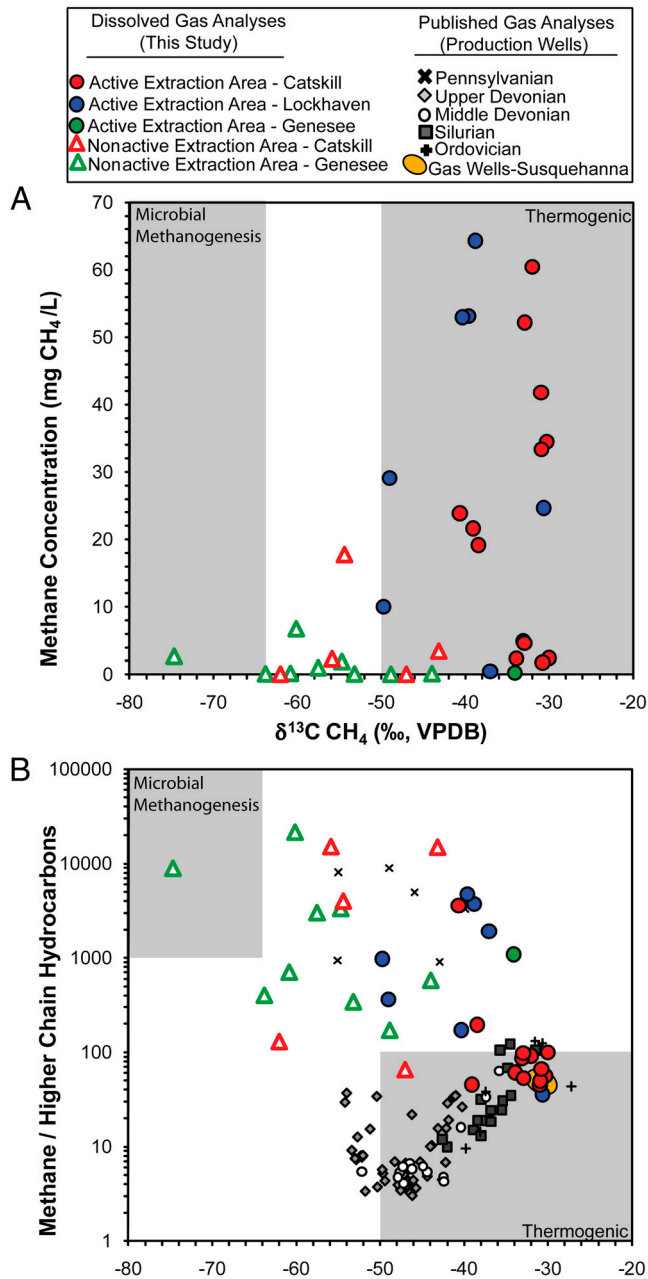 Dissolved Gas Analyses
(This Study)
Active Extraction Area - Catskill
Active Extraction Area - Lockhaven
Active Extraction Area - Genesee
Nonactive Extraction Area - Catskill
Nonactive Extraction Area - Genesee
Published Gas Analyses
(Production Wells)
Pennsylvanian
Upper Devonian
Middle Devonian
Silurian
Ordovician
Gas Wells-Susquehanna
A
Methane Concentration (mg CH₄/L)
70
60
50
40
30
20
10
0
Microbial
Methanogenesis
Thermogenic
-80 -70 -60 -50 -40 -30 -20
δ¹³C CH₄ (‰, VPDB)
B
Methane / Higher Chain Hydrocarbons
100000
10000
1000
100
10
1
Microbial
Methanogenesis
Thermogenic
-80 -70 -60 -50 -40 -30 -20